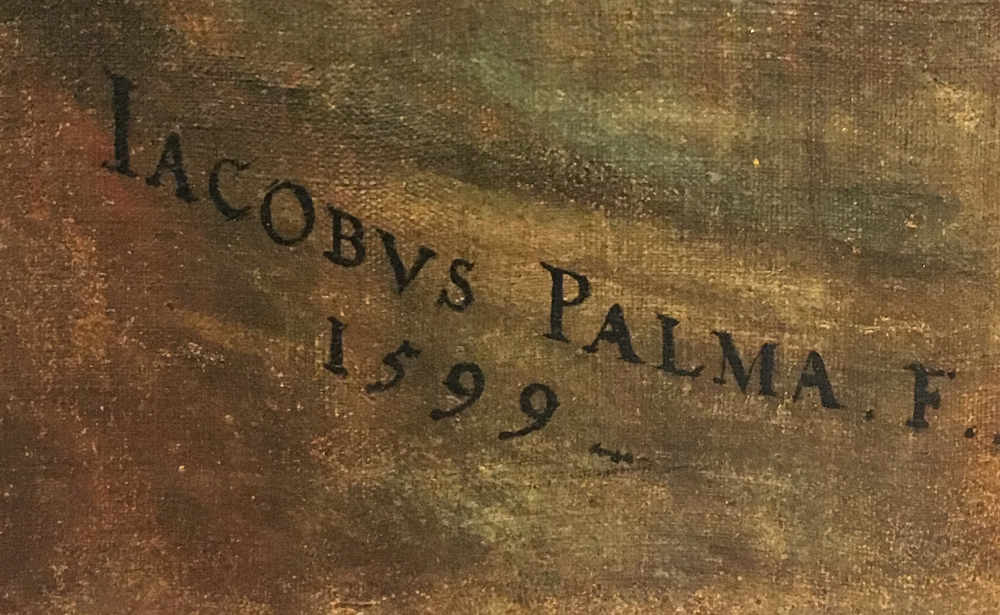 IACOBVS PALMA. F.
1599